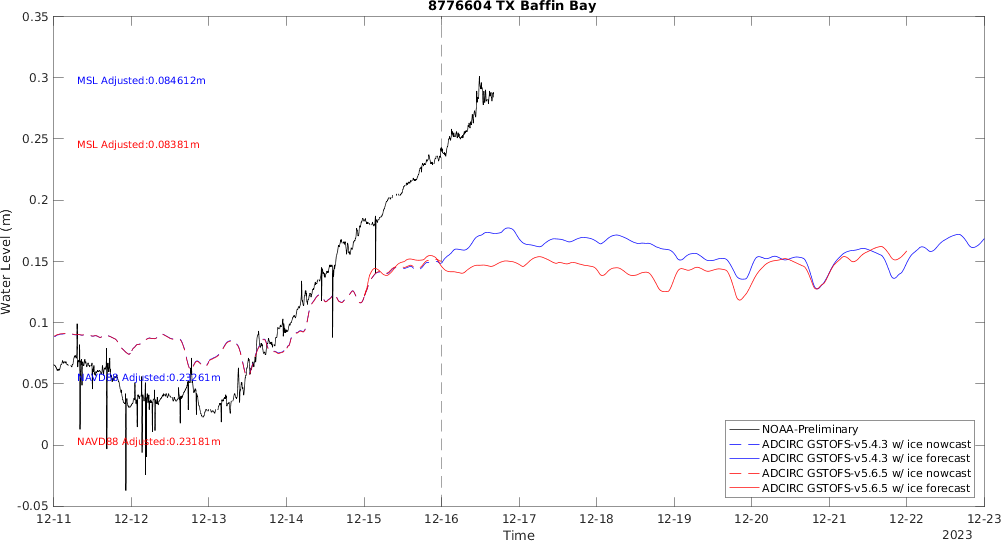 8776604 TX Baffin Bay
0.35
0.3
0.25
0.2
0.15
0.1
0.05
0
-0.05
Water Level (m)
MSL Adjusted:0.084612m
MSL Adjusted:0.08381m
NAVD88 Adjusted:0.23261m
NAVD88 Adjusted:0.23181m
NOAA-Preliminary
ADCIRC GSTOFS-v5.4.3 w/ ice nowcast
ADCIRC GSTOFS-v5.4.3 w/ ice forecast
ADCIRC GSTOFS-v5.6.5 w/ ice nowcast
ADCIRC GSTOFS-v5.6.5 w/ ice forecast
12-11 12-12 12-13 12-14 12-15 12-16 12-17 12-18 12-19 12-20 12-21 12-22 12-23
Time
2023